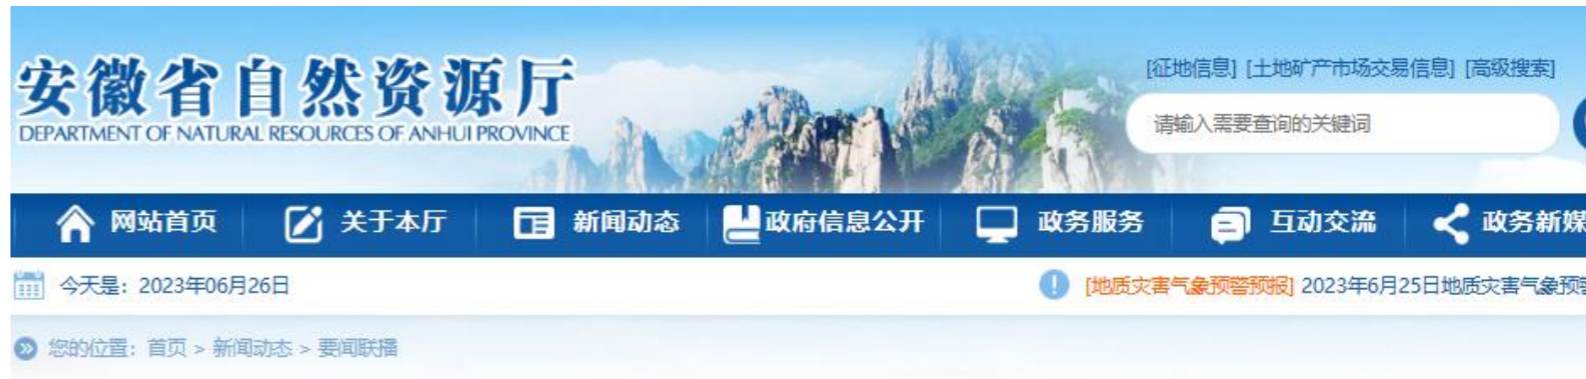 [征地信息] [土地矿产市场交易信息] [高级搜索]
安徽省自然资源厅
DEPARTMENT OF NATURAL RESOURCES OF ANHUI PROVINCE
请输入需要查询的关键词
网站首页 关于本厅 新闻动态 政府信息公开 政务服务 互动交流 政务新媒
今天是：2023年06月26日 [地质灾害气象预警预报] 2023年6月25日地质灾害气象预警
您的位置：首页 > 新闻动态 > 要闻联播